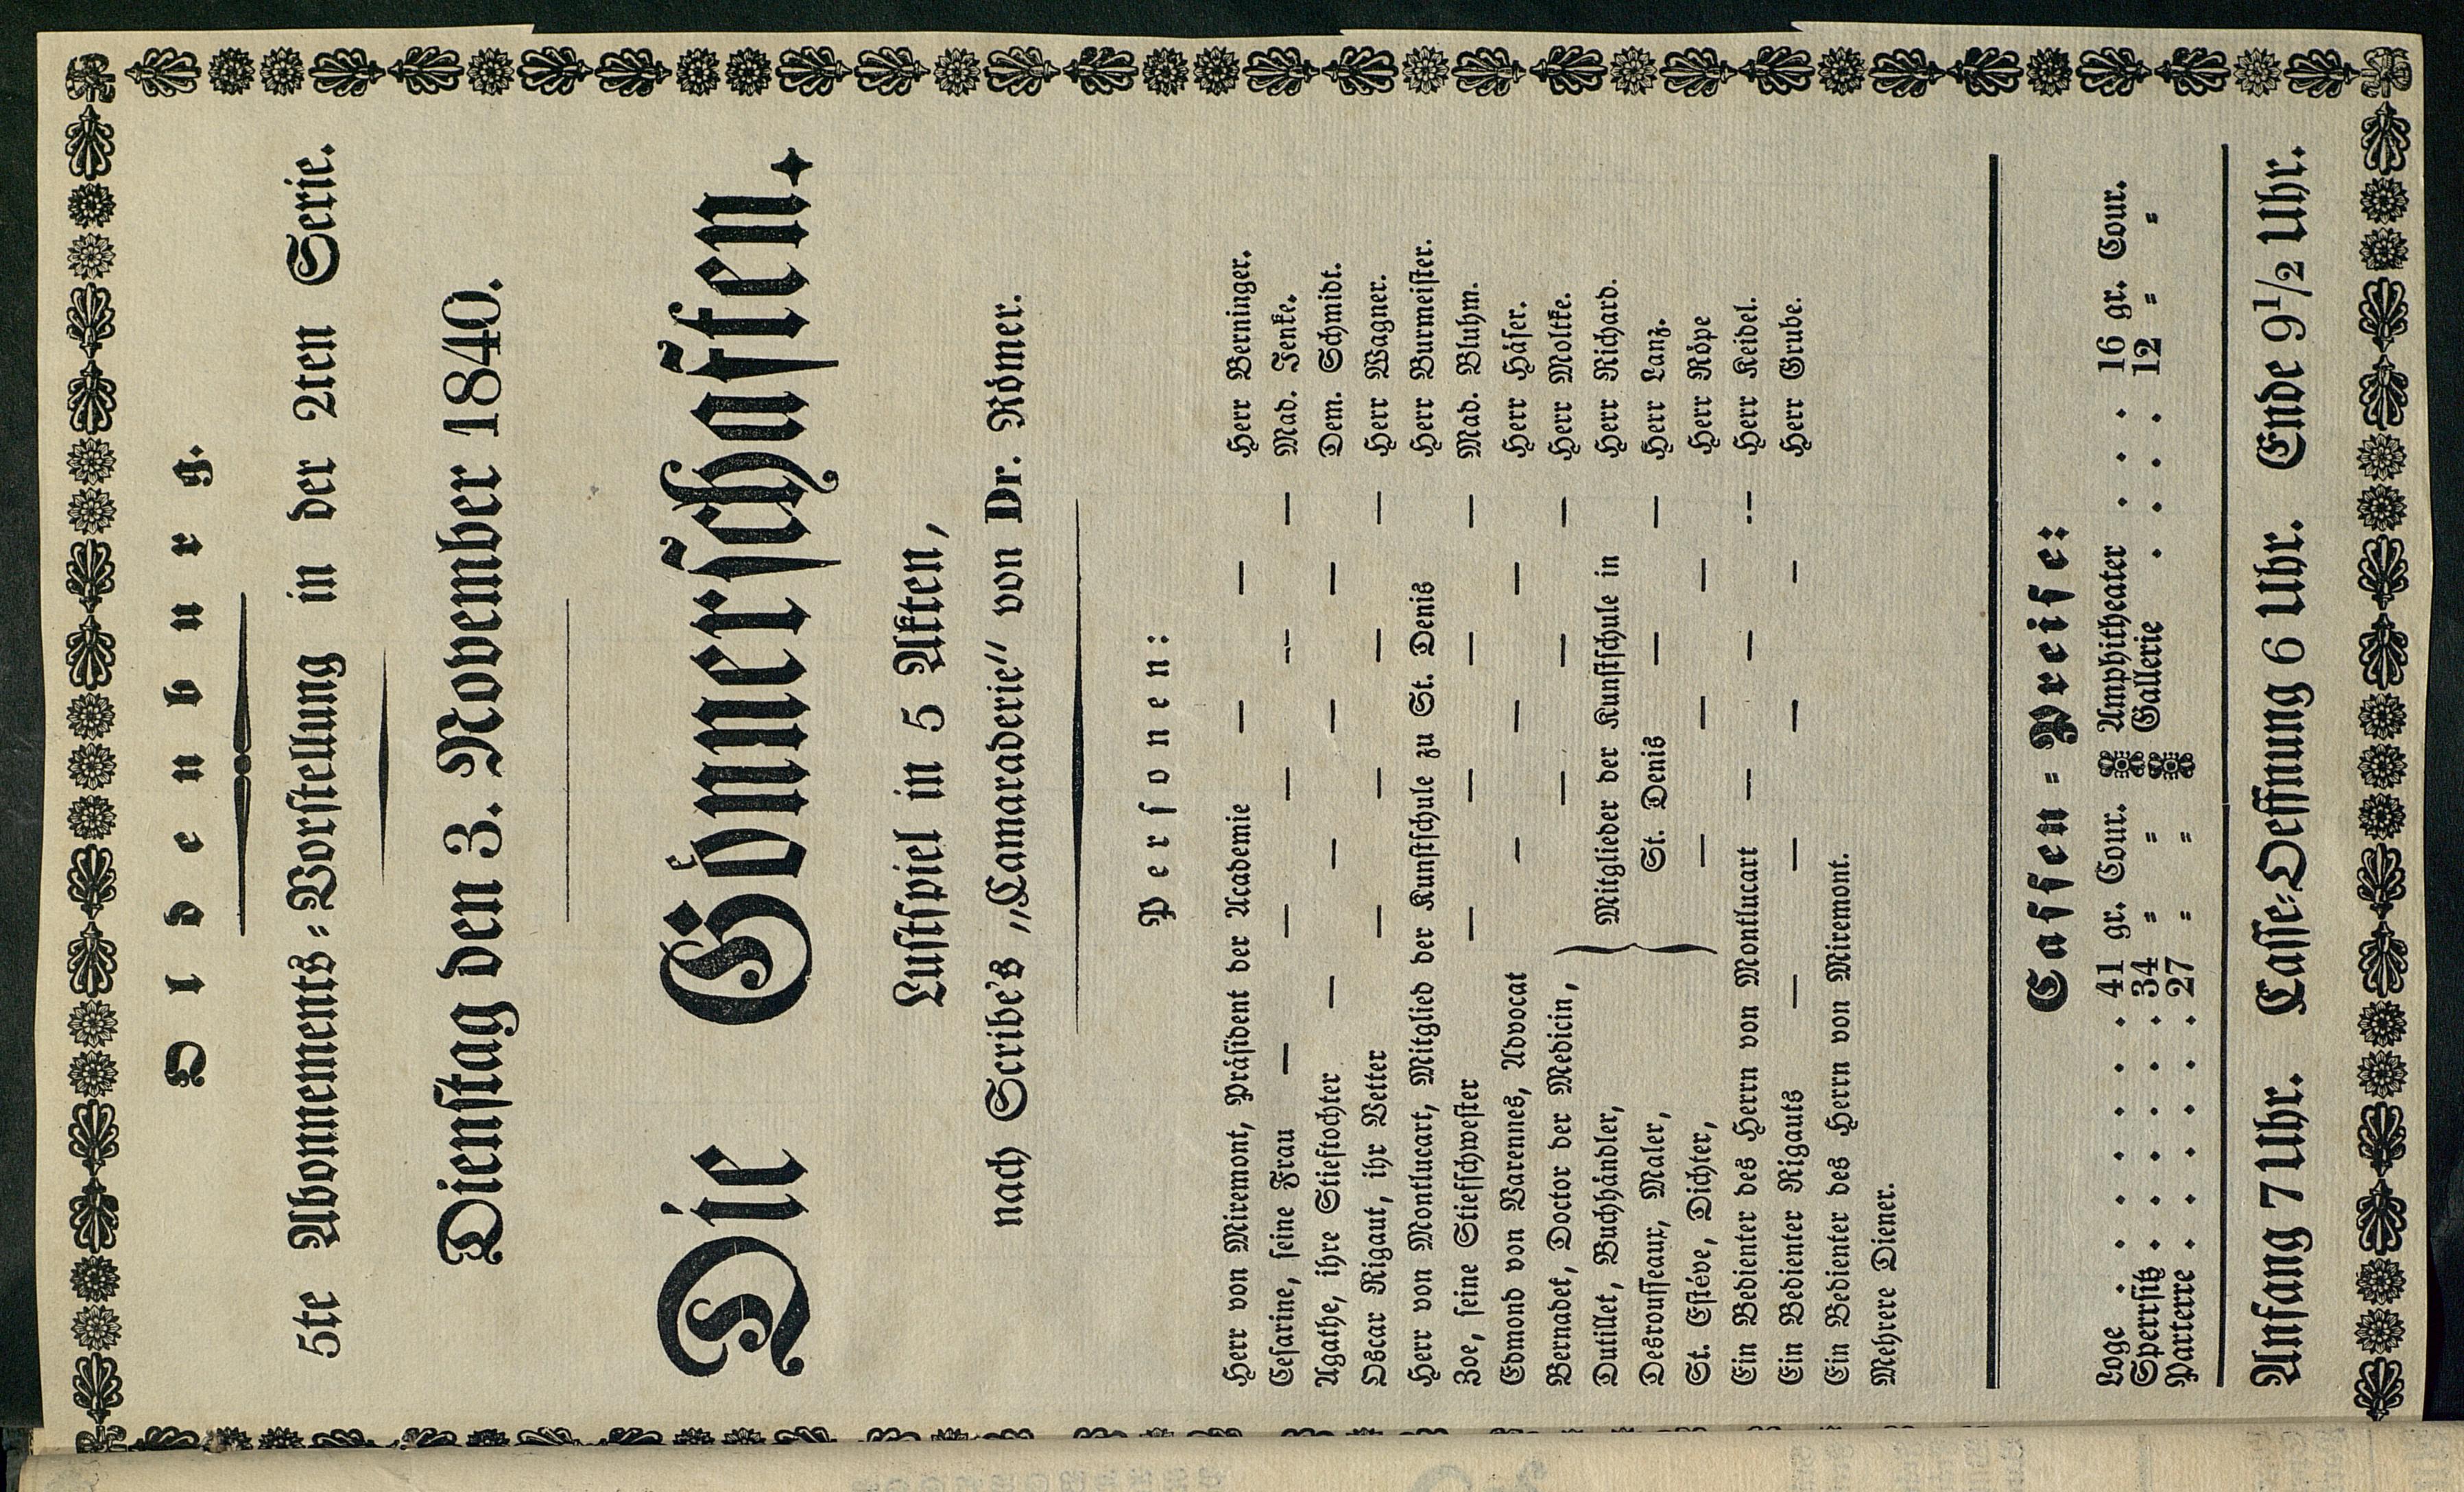 Oldenburg.
5te Abonnements-Vorstellung in der 2ten Serie.
Dienstag den 3. November 1840.
Die Gönnerschaften.
Lustspiel in 5 Akten,
nach Scribe's „Camaraderie" von Dr. Römer.
Personen:
Herr von Miremont, Präsident der Academie — — Herr Berninger.
Cesarine, seine Frau — — — — — Mad. Jenke.
Agathe, ihre Stieftochter — — — — Dem. Schmidt.
Oscar Rigaut, ihr Vetter — — — — Herr Wagner.
Herr von Montlucart, Mitglied der Kunstschule zu St. Denis Herr Burmeister.
Zoe, seine Stiefschwester — — — — Mad. Bluhm.
Edmond von Varennes, Advocat — — — Herr Häser.
Bernadet, Doctor der Medicin, — — — Herr Moltke.
Dutillet, Buchhändler, Mitglieder der Kunstschule in Herr Richard.
Desrousseaux, Maler, St. Denis — — Herr Lanz.
St. Estéve, Dichter, — — — Herr Röpe
Ein Bedienter des Herrn von Montlucart — — -- Herr Keidel.
Ein Bedienter Rigauts — — — — Herr Grube.
Ein Bedienter des Herrn von Miremont.
Mehrere Diener.
Cassen-Preise:
Loge . . . . . . 41 gr. Cour. Amphitheater . . . 16 gr. Cour.
Sperrsitz . . . . . 34 = = Gallerie . . . . 12 = =
Parterre . . . . . 27 = =
Anfang 7 Uhr. Casse-Oeffnung 6 Uhr. Ende 9 1/2 Uhr.